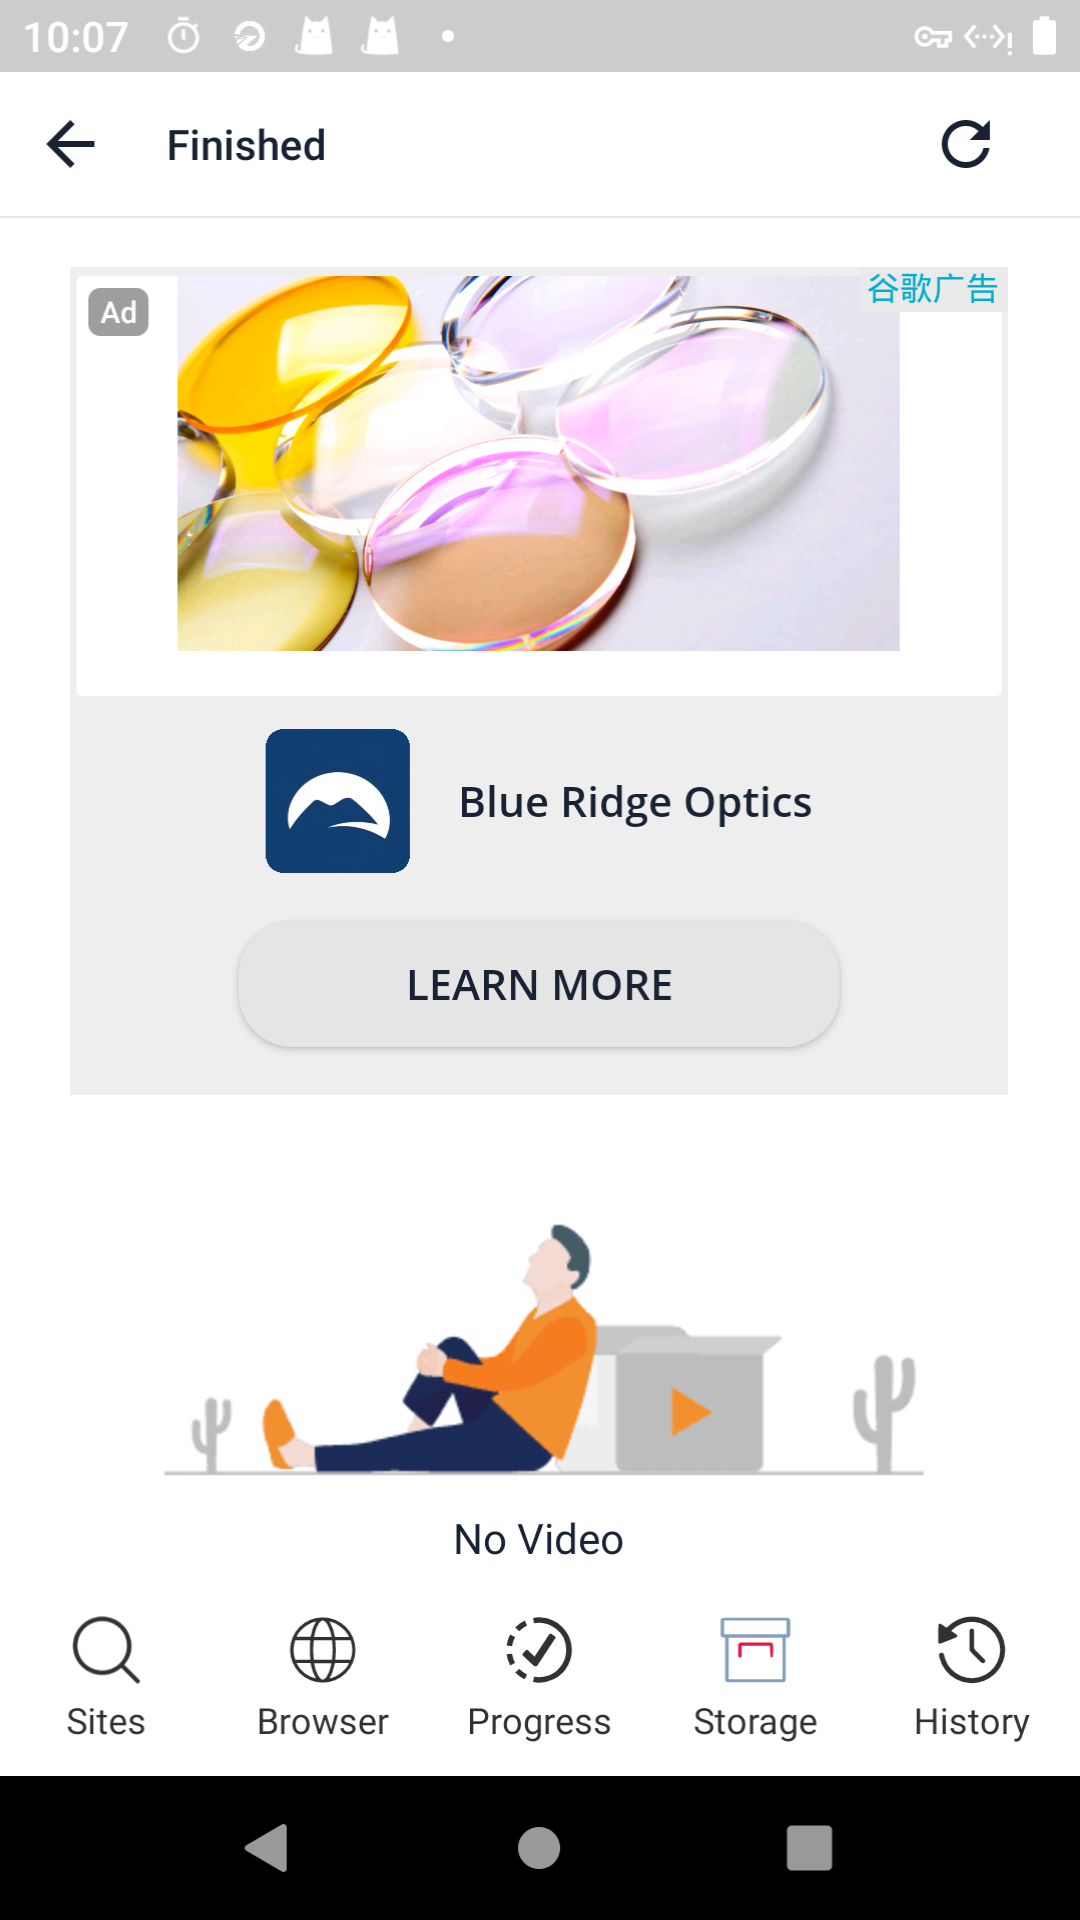 10:07
Finished
Ad
谷歌广告
Blue Ridge Optics
LEARN MORE
No Video
Sites
Browser
Progress
Storage
History